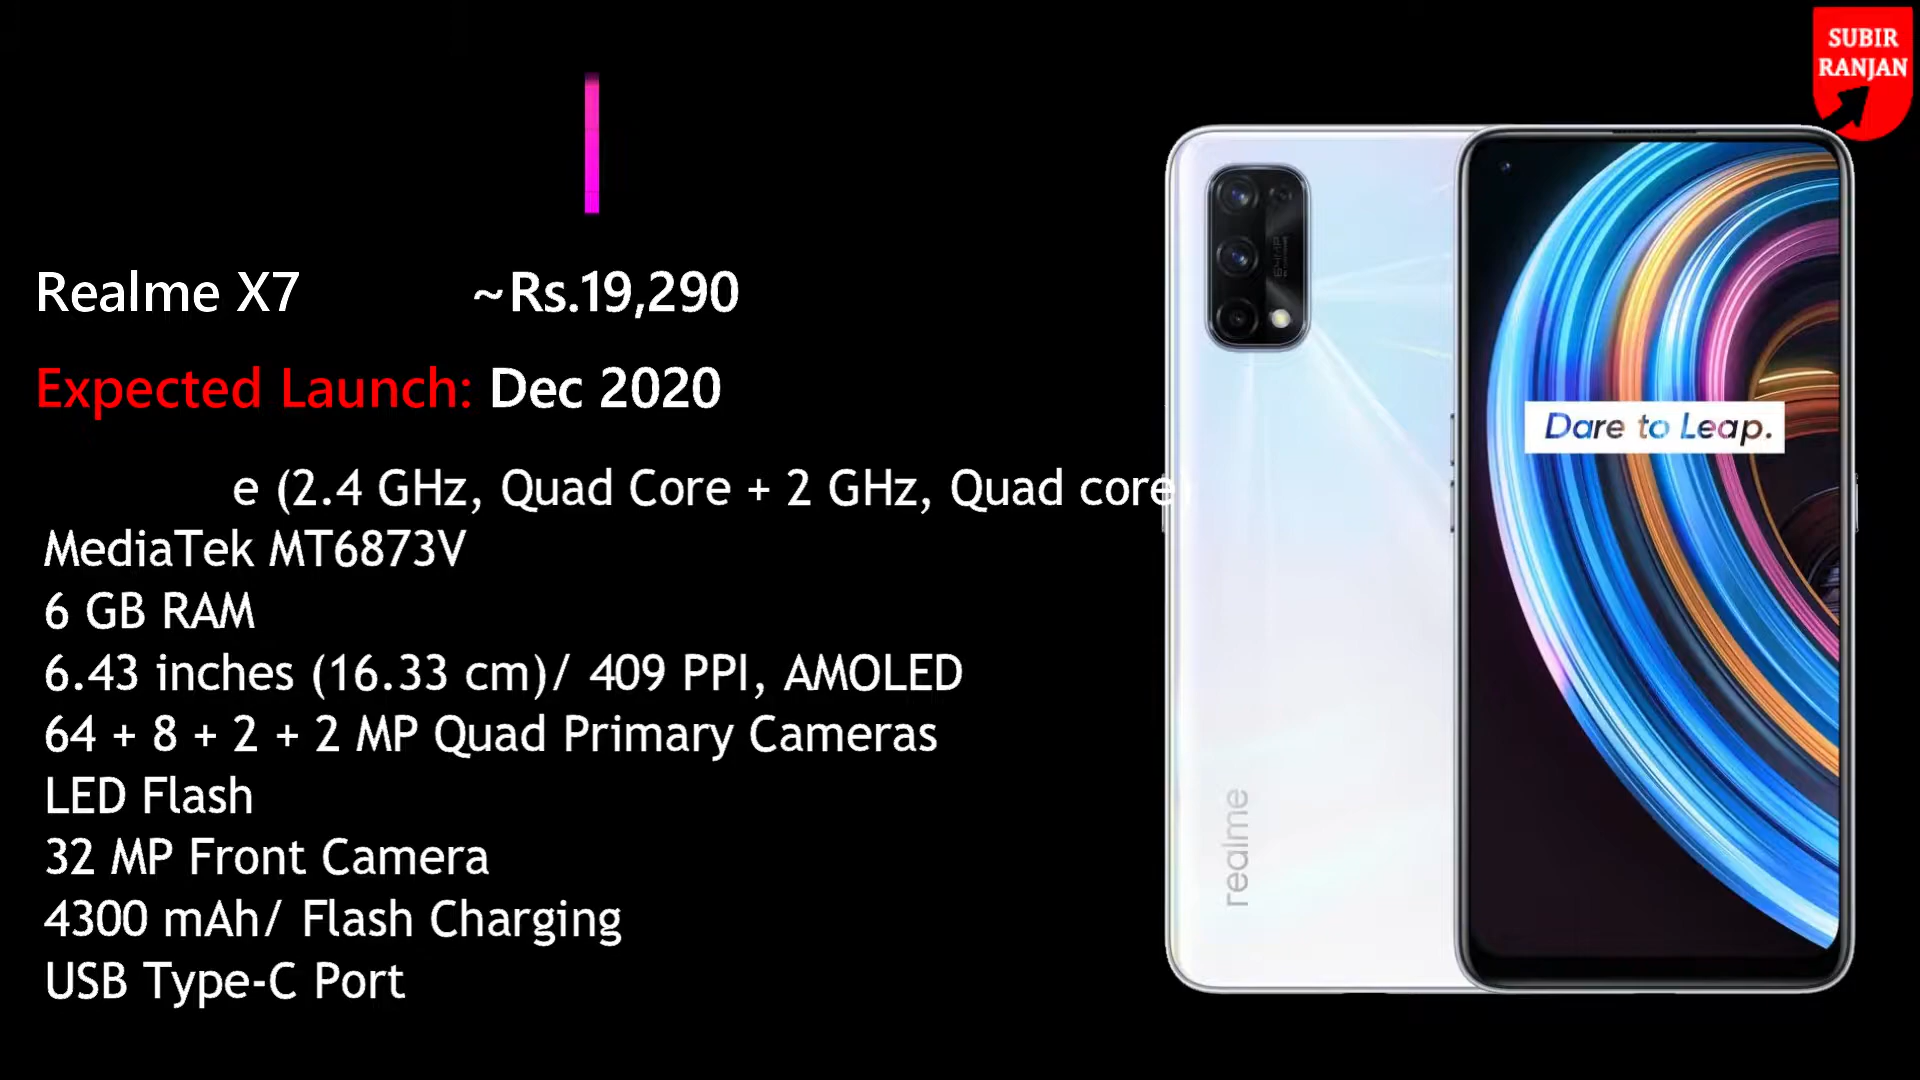 SUBIR
RANJAN
Realme X7 ~Rs.19,290
Expected Launch: Dec 2020
e (2.4 GHz, Quad Core + 2 GHz, Quad core)
MediaTek MT6873V
6 GB RAM
6.43 inches (16.33 cm)/ 409 PPI, AMOLED
64 + 8 + 2 + 2 MP Quad Primary Cameras
LED Flash
32 MP Front Camera
4300 mAh/ Flash Charging
USB Type-C Port
64MP
realme
Dare to Leap.